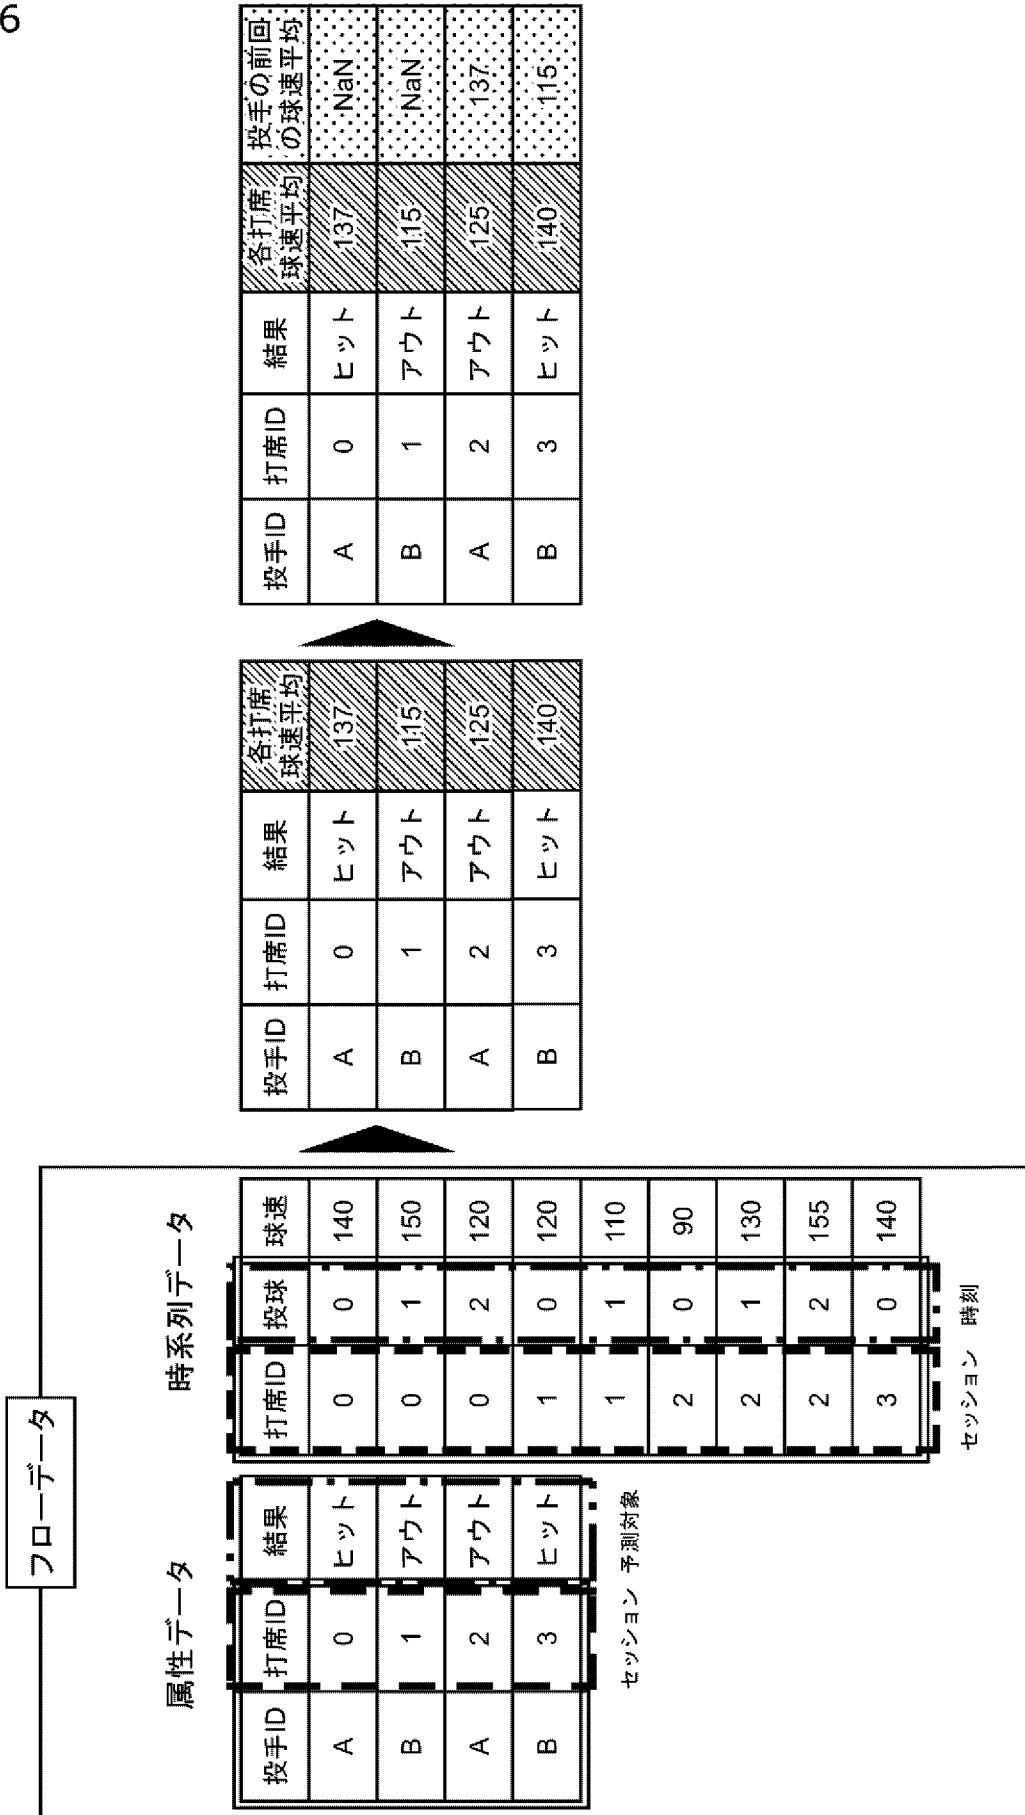 6
フローデータ
属性データ
投手ID 打席ID 結果
A 0 ヒット
B 1 アウト
A 2 アウト
B 3 ヒット
セッション 予測対象
時系列データ
打席ID 投球 球速
0 0 140
0 1 150
0 2 120
1 0 120
1 1 110
2 0 90
2 1 130
2 2 155
3 0 140
セッション 時刻
投手ID 打席ID 結果 各打席
球速平均
A 0 ヒット 137
B 1 アウト 115
A 2 アウト 125
B 3 ヒット 140
投手ID 打席ID 結果 各打席 投手の前回
球速平均 の球速平均
A 0 ヒット 137 NaN
B 1 アウト 115 NaN
A 2 アウト 125 137
B 3 ヒット 140 115